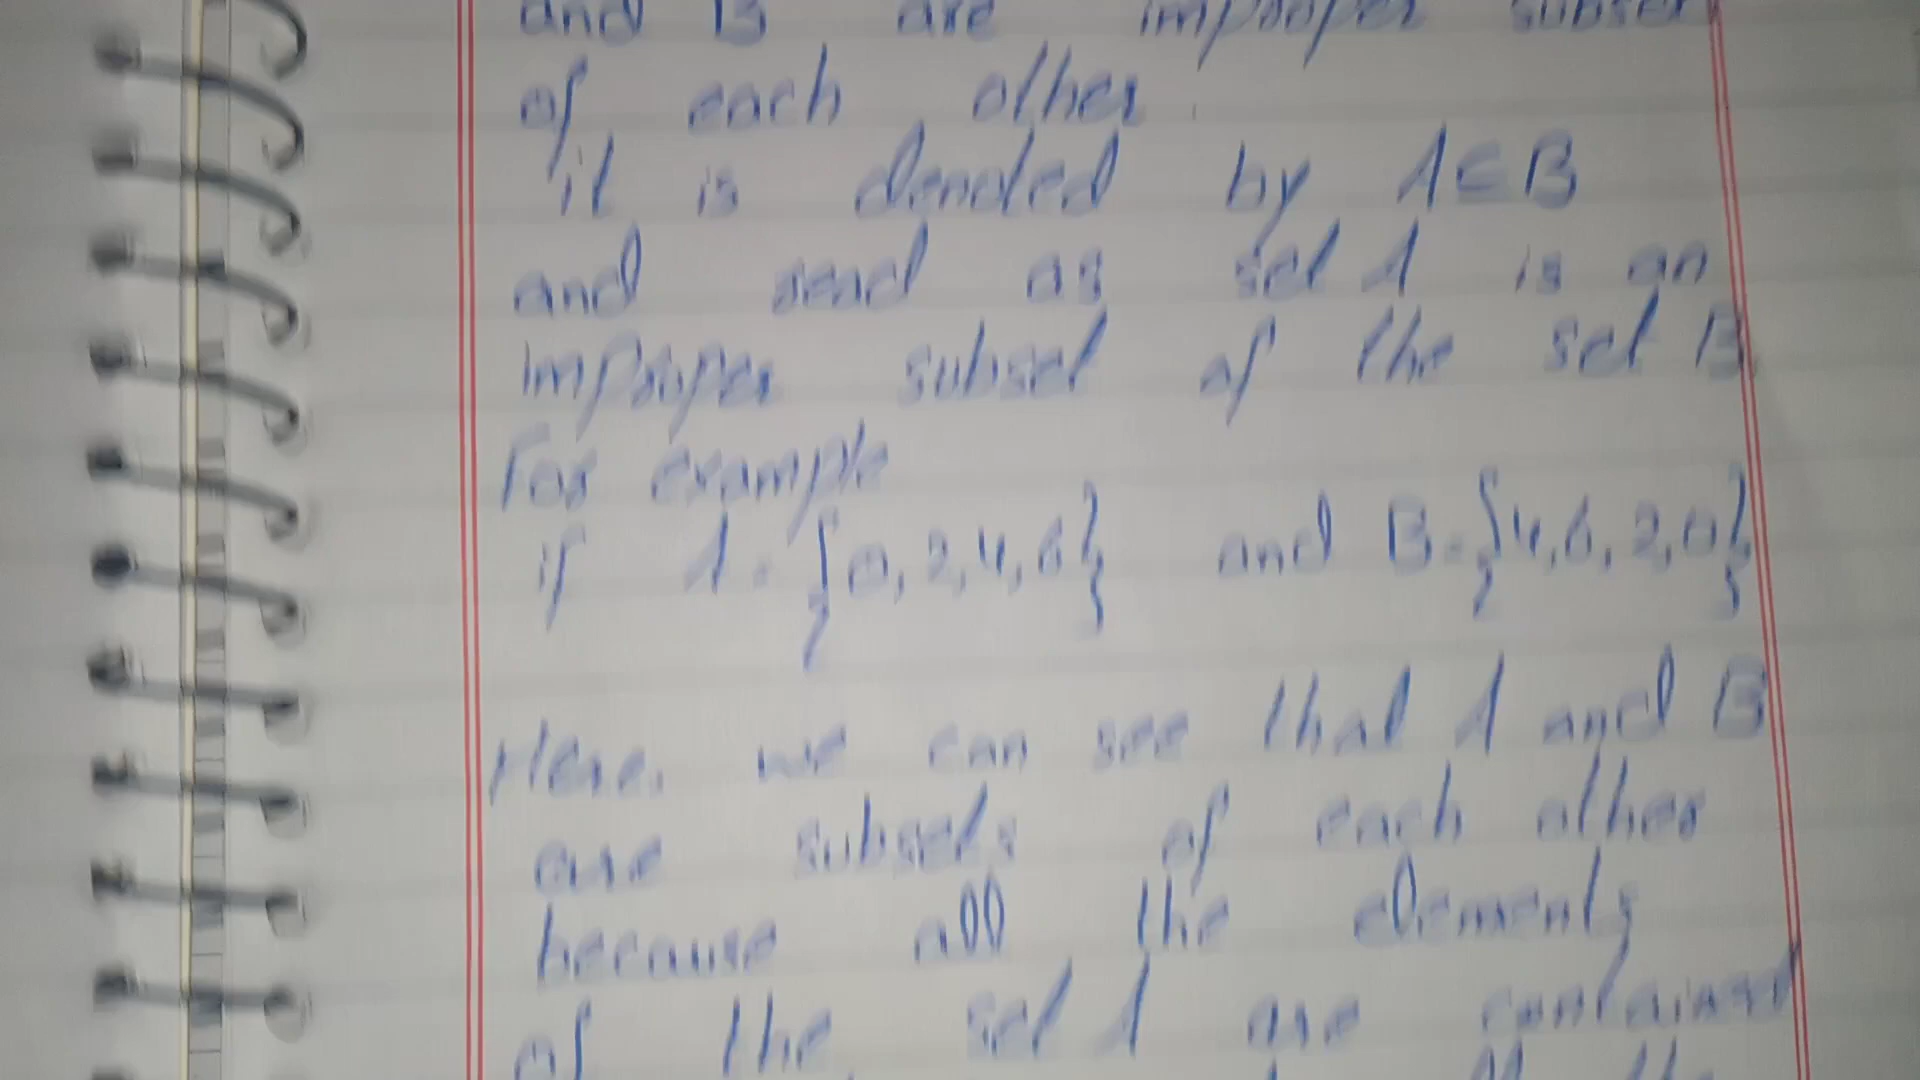 and B are improper subset
of each other
it is denoted by A ⊆ B
and read as set A is an
improper subset of the set B.
For example
if A = {0, 2, 4, 6} and B = {4, 6, 2, 0}
Here, we can see that A and B
are subsets of each other
because all the elements
of the set A are contained
the